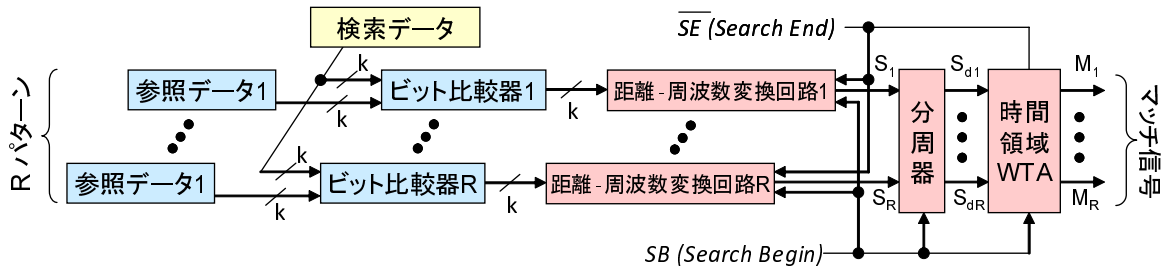 検索データ
SE (Search End)
R パターン
参照データ1
k
k
ビット比較器1
k
距離-周波数変換回路1
S1
分周器
Sd1
時間領域WTA
M1
マッチ信号
参照データ1
k
k
ビット比較器R
k
距離-周波数変換回路R
SR
SdR
MR
SB (Search Begin)